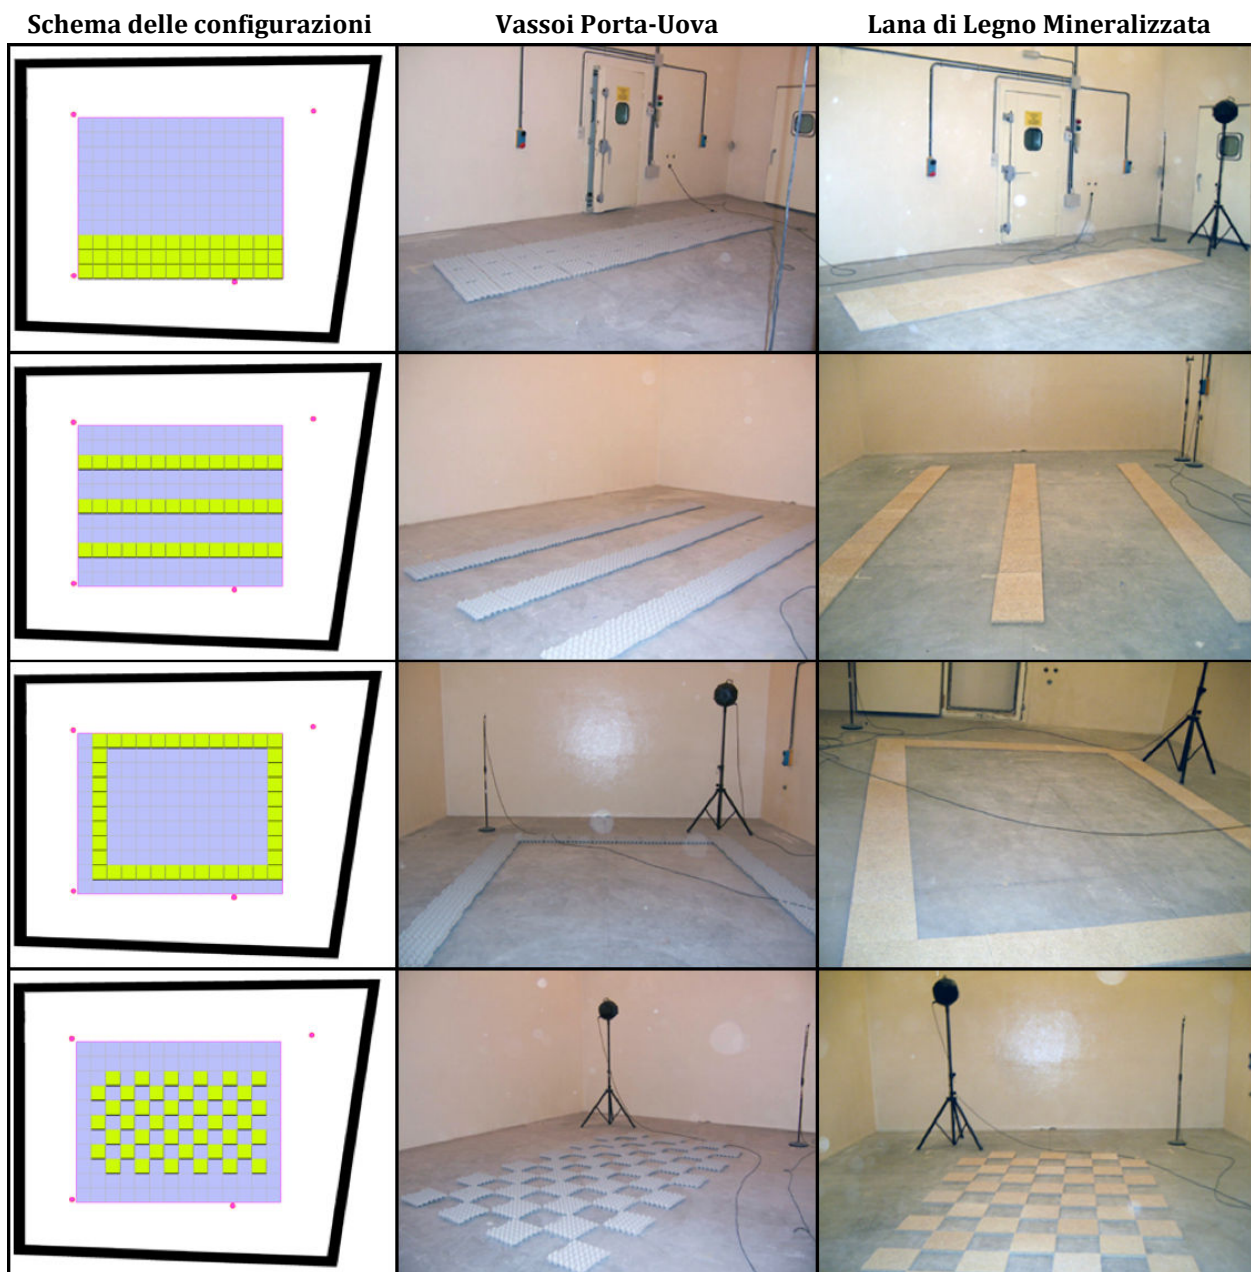 Schema delle configurazioni
Vassoi Porta-Uova
Lana di Legno Mineralizzata